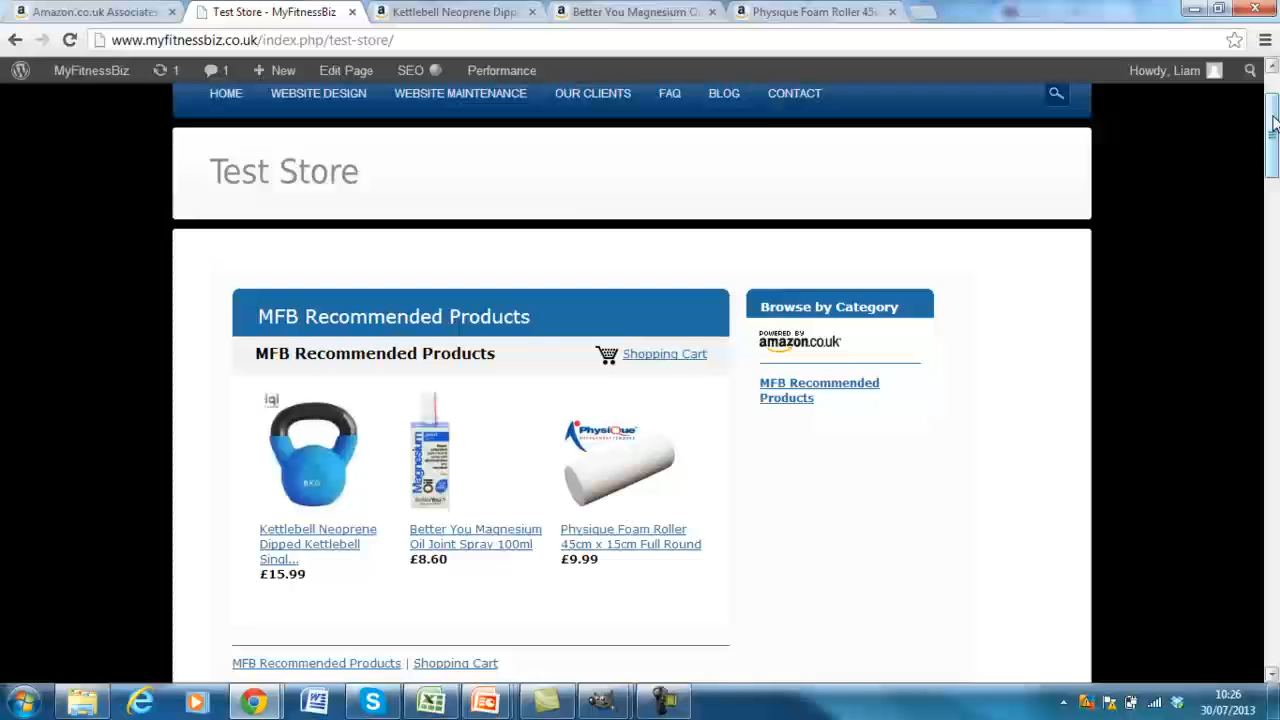 Amazon.co.uk Associates
Test Store - MyFitnessBiz
Kettlebell Neoprene Dipp
Better You Magnesium O
Physique Foam Roller 45c
www.myfitnessbiz.co.uk/index.php/test-store/
MyFitnessBiz 1 1 New Edit Page SEO Performance Howdy, Liam
HOME WEBSITE DESIGN WEBSITE MAINTENANCE OUR CLIENTS FAQ BLOG CONTACT
Test Store
MFB Recommended Products
MFB Recommended Products
Shopping Cart
Browse by Category
POWERED BY
amazon.co.uk
MFB Recommended
Products
8KG
Magnesium
Oil
Physique
Kettlebell Neoprene
Dipped Kettlebell
Singl...
£15.99
Better You Magnesium
Oil Joint Spray 100ml
£8.60
Physique Foam Roller
45cm x 15cm Full Round
£9.99
MFB Recommended Products | Shopping Cart
10:26
30/07/2013